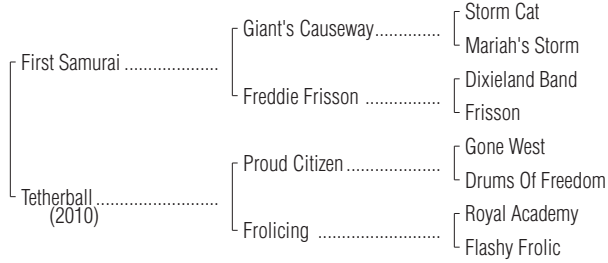 Storm Cat
Giant's Causeway..............
Mariah's Storm
First Samurai ....................
Dixieland Band
Freddie Frisson ................
Frisson
Gone West
Proud Citizen....................
Drums Of Freedom
Tetherball..........................
(2010)
Royal Academy
Frolicing ..........................
Flashy Frolic